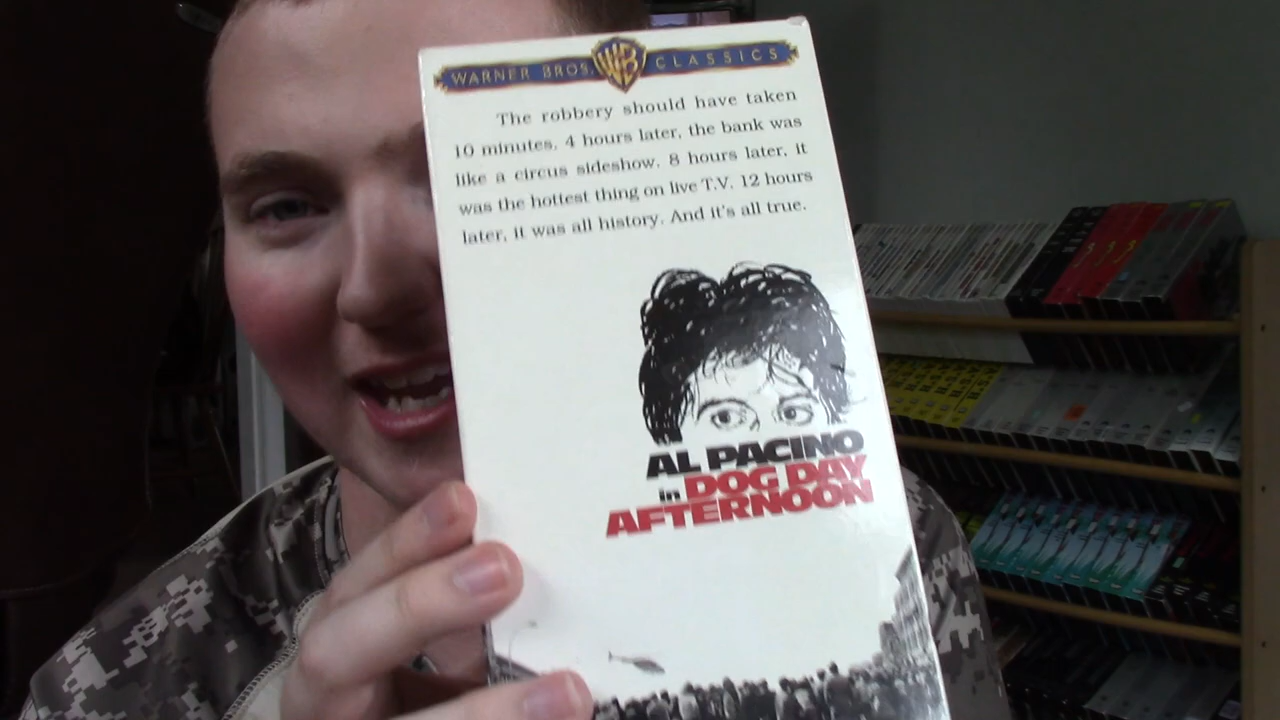 WARNER BROS. WB CLASSICS
The robbery should have taken
10 minutes. 4 hours later, the bank was
like a circus sideshow. 8 hours later, it
was the hottest thing on live T.V. 12 hours
later, it was all history. And it's all true.
AL PACINO
in DOG DAY
AFTERNOON